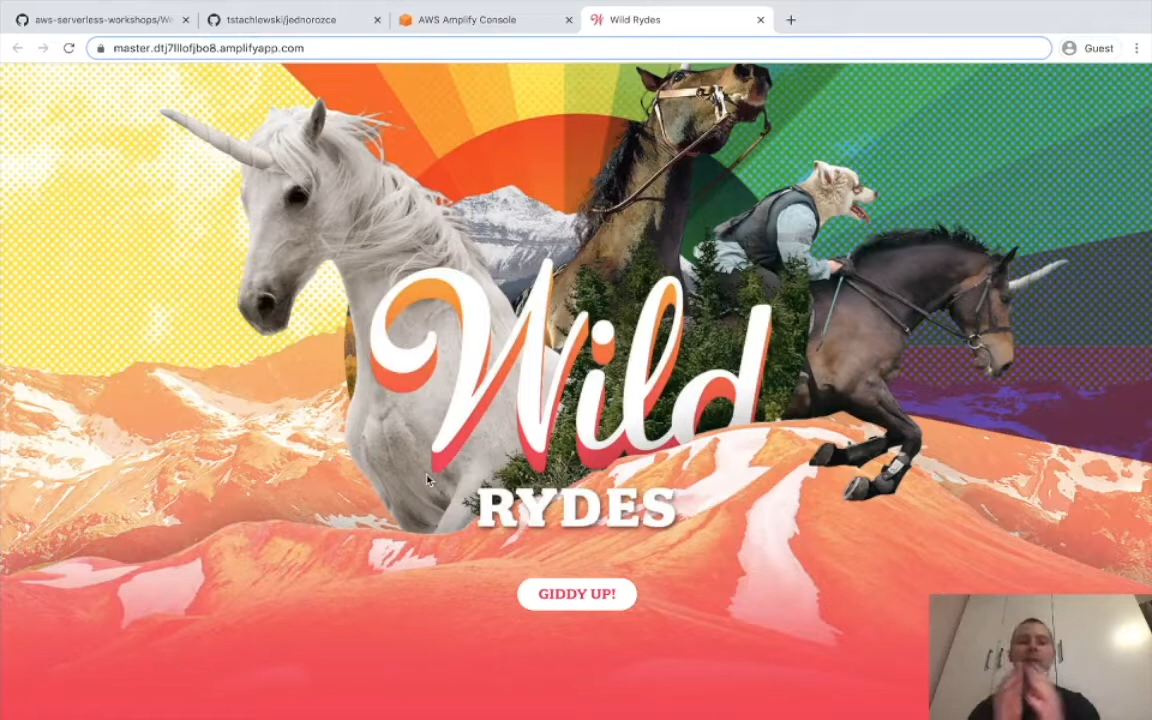 aws-serverless-workshops/We
tstachlewski/jednorozce
AWS Amplify Console
Wild Rydes
master.dtj7lllofjbo8.amplifyapp.com
Guest
Wild
RYDES
GIDDY UP!